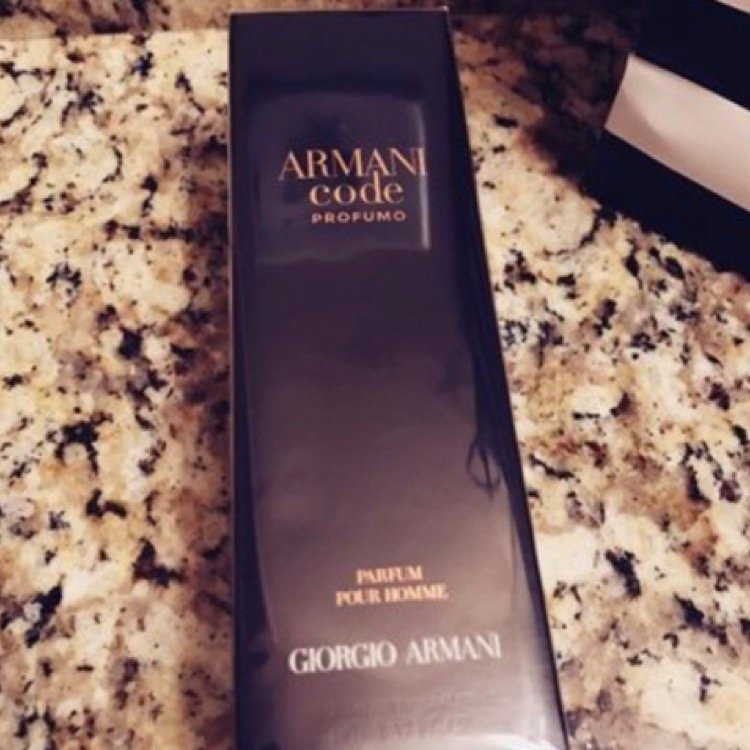 ARMANI
code
PROFUMO
PARFUM
POUR HOMME
GIORGIO ARMANI